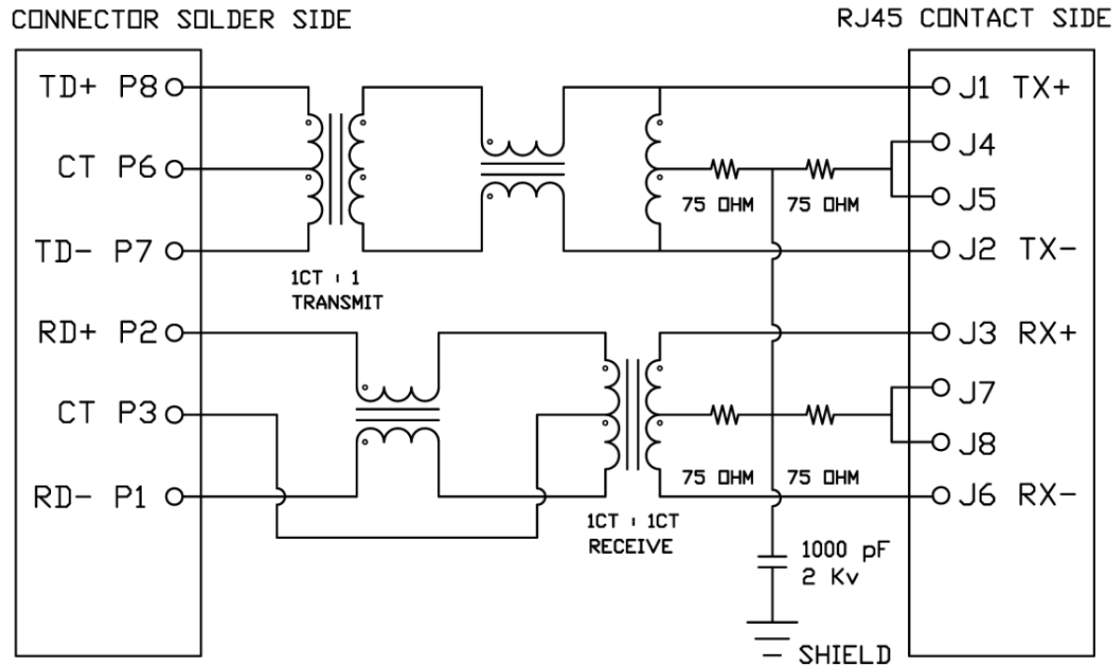 CONNECTOR SOLDER SIDE
RJ45 CONTACT SIDE
TD+ P8
J1 TX+
J4
CT P6
75 OHM
75 OHM
J5
TD- P7
J2 TX-
1CT : 1
TRANSMIT
RD+ P2
J3 RX+
J7
CT P3
J8
75 OHM
75 OHM
RD- P1
J6 RX-
1CT : 1CT
RECEIVE
1000 pF
2 Kv
SHIELD